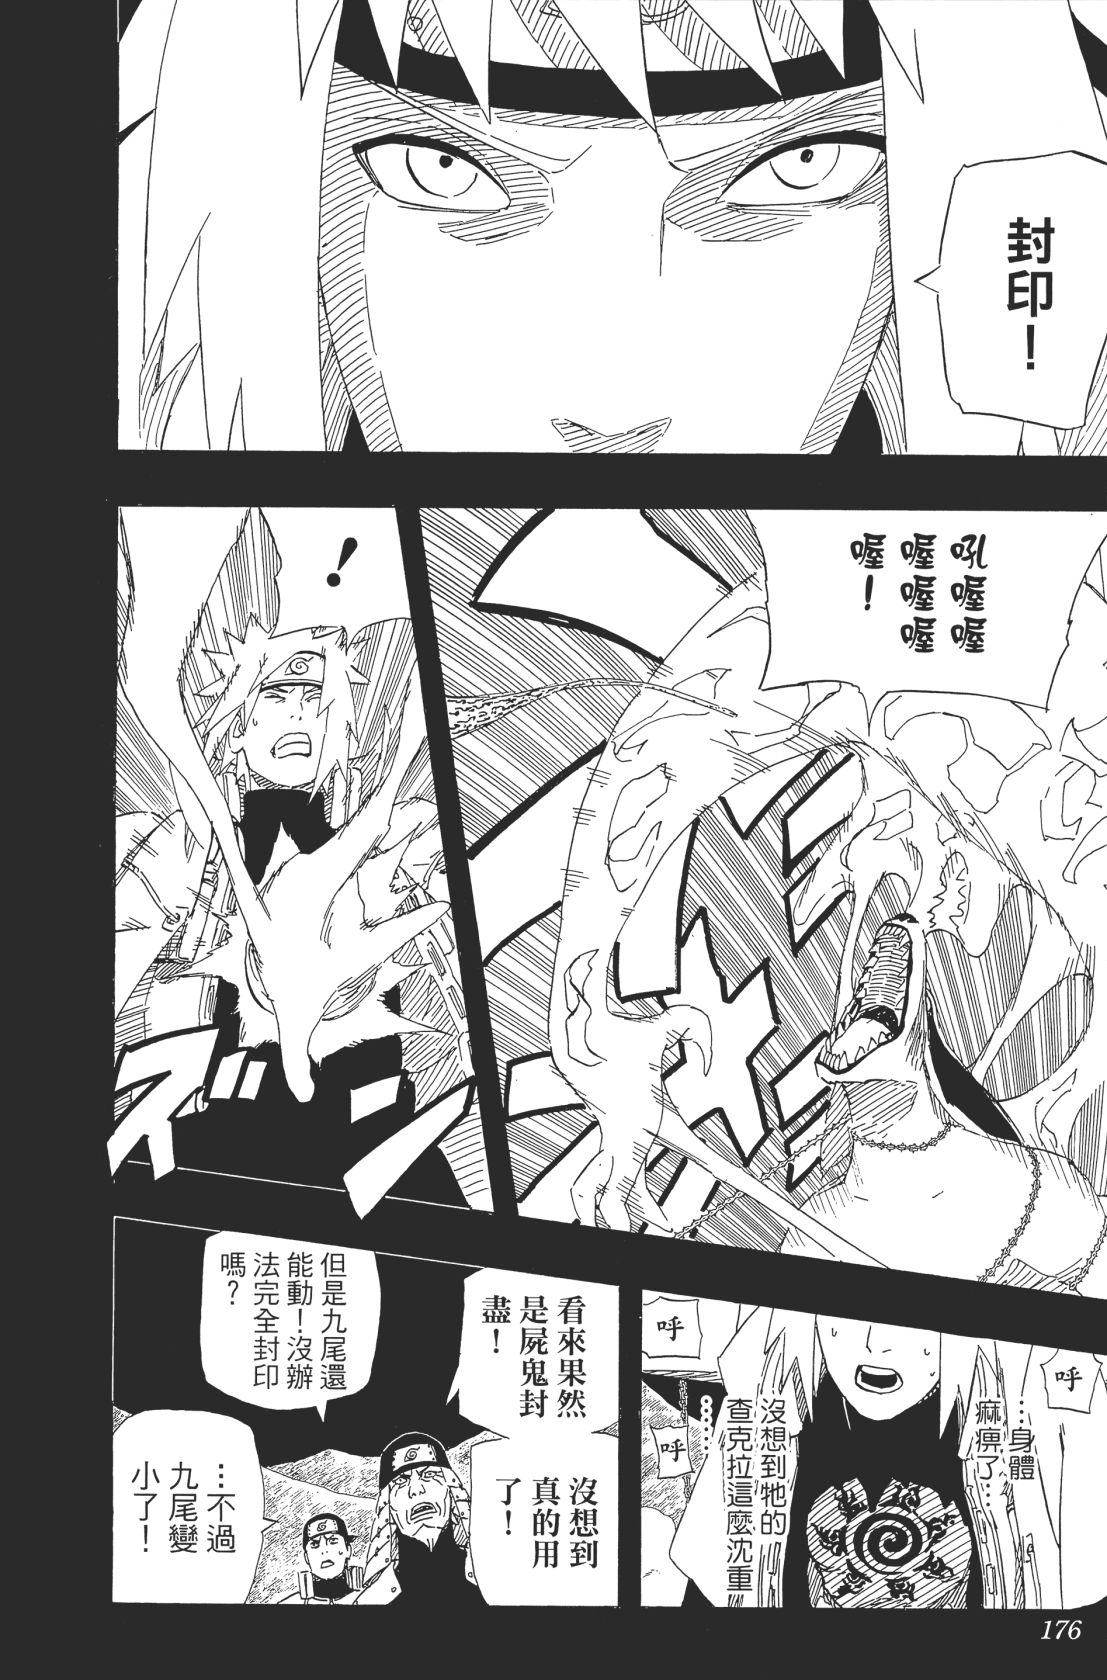 封印！
吼喔喔
喔喔喔
喔！
！
呼
…身體
麻痹了…
呼
呼
沒想到牠的
查克拉這麼沈重
……
看來果然
是屍鬼封
盡！
沒想到
真的用
了！
但是九尾還
能動！沒辦
法完全封印
嗎？
…不過
九尾變
小了！
176